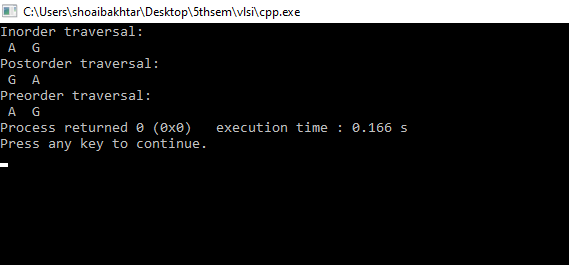 C:\Users\shoaibakhtar\Desktop\5thsem\vlsi\cpp.exe
Inorder traversal:
 A  G
Postorder traversal:
 G  A
Preorder traversal:
 A  G
Process returned 0 (0x0)   execution time : 0.166 s
Press any key to continue.